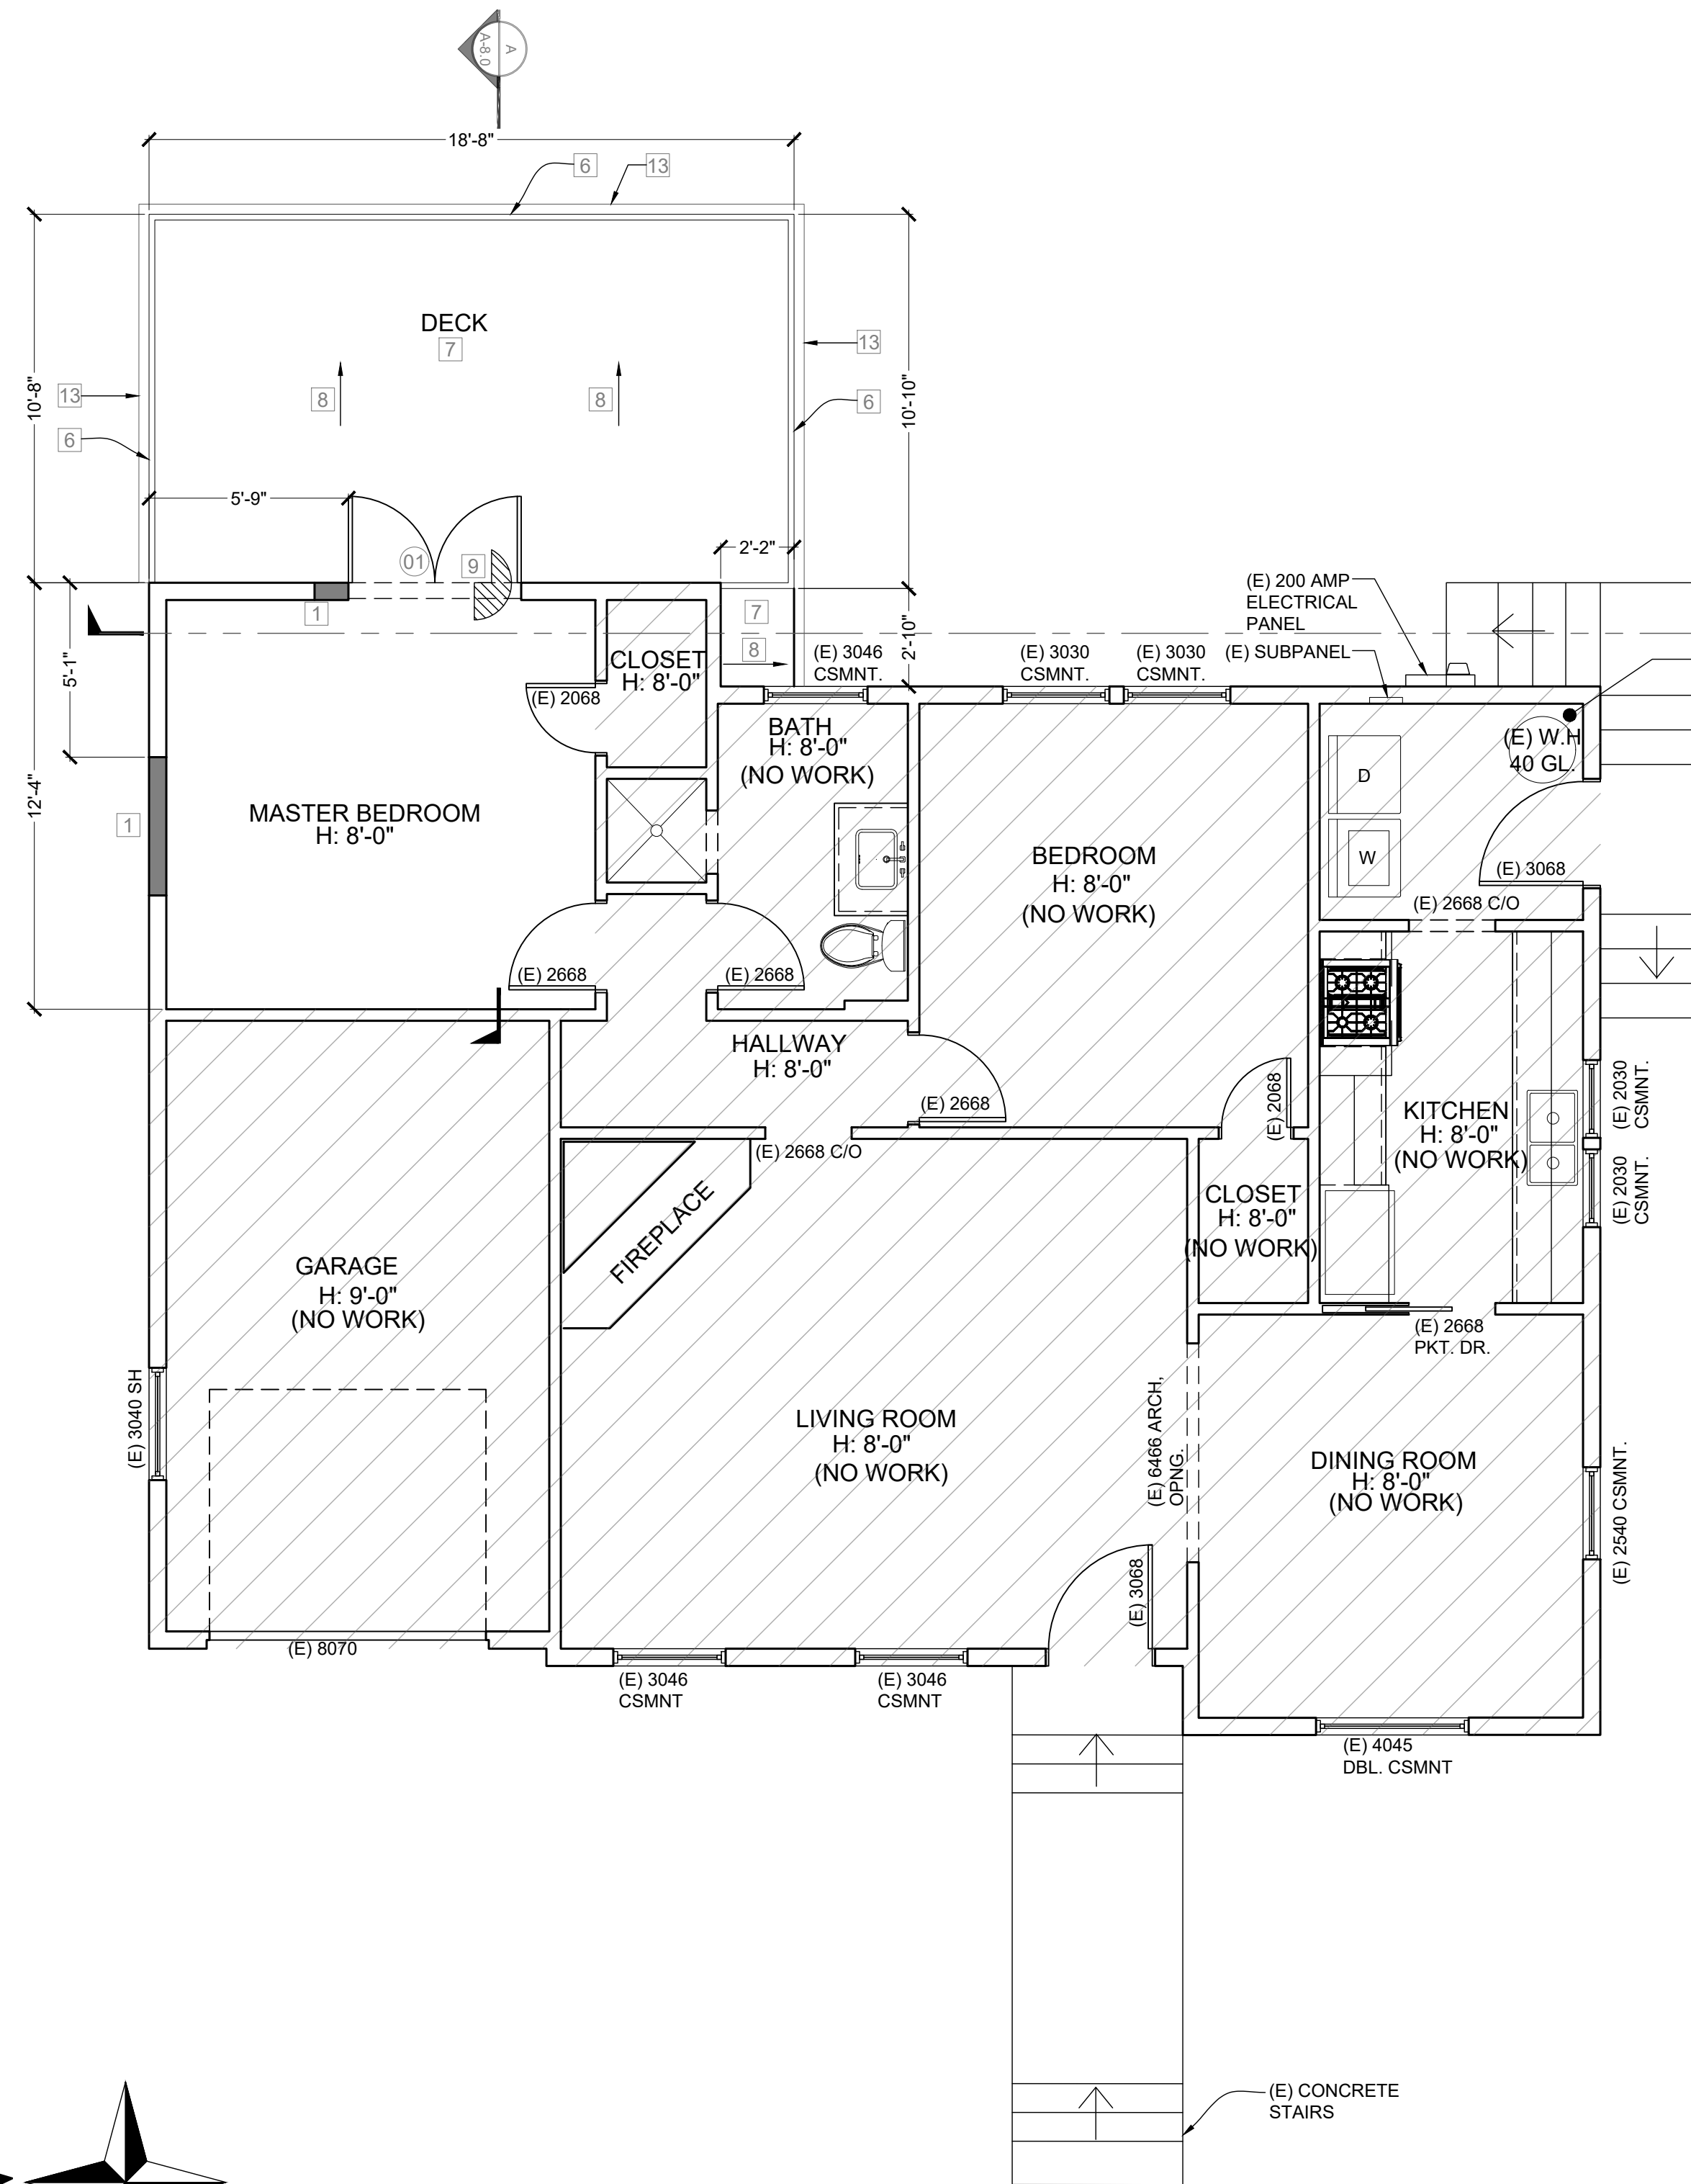 A
A-8.0
18'-8"
6
13
DECK
7
13
10'-8"
10'-10"
13
8
8
6
6
5'-9"
01
9
2'-2"
1
7
8
2'-10"
(E) 200 AMP
ELECTRICAL
PANEL
(E) SUBPANEL
(E) 3046
CSMNT.
(E) 3030
CSMNT.
(E) 3030
CSMNT.
5'-1"
12'-4"
CLOSET
H: 8'-0"
(E) 2068
BATH
H: 8'-0"
(NO WORK)
(E) W.H
40 GL.
D
W
MASTER BEDROOM
H: 8'-0"
1
BEDROOM
H: 8'-0"
(NO WORK)
(E) 3068
(E) 2668 C/O
(E) 2668
(E) 2668
HALLWAY
H: 8'-0"
(E) 2668
(E) 2068
KITCHEN
H: 8'-0"
(NO WORK)
(E) 2030
CSMNT.
(E) 2030
CSMNT.
(E) 2668 C/O
FIREPLACE
CLOSET
H: 8'-0"
(NO WORK)
GARAGE
H: 9'-0"
(NO WORK)
(E) 2668
PKT. DR.
(E) 3040 SH
LIVING ROOM
H: 8'-0"
(NO WORK)
(E) 6466 ARCH,
OPNG.
DINING ROOM
H: 8'-0"
(NO WORK)
(E) 2540 CSMNT.
(E) 3068
(E) 8070
(E) 3046
CSMNT
(E) 3046
CSMNT
(E) 4045
DBL. CSMNT
(E) CONCRETE
STAIRS